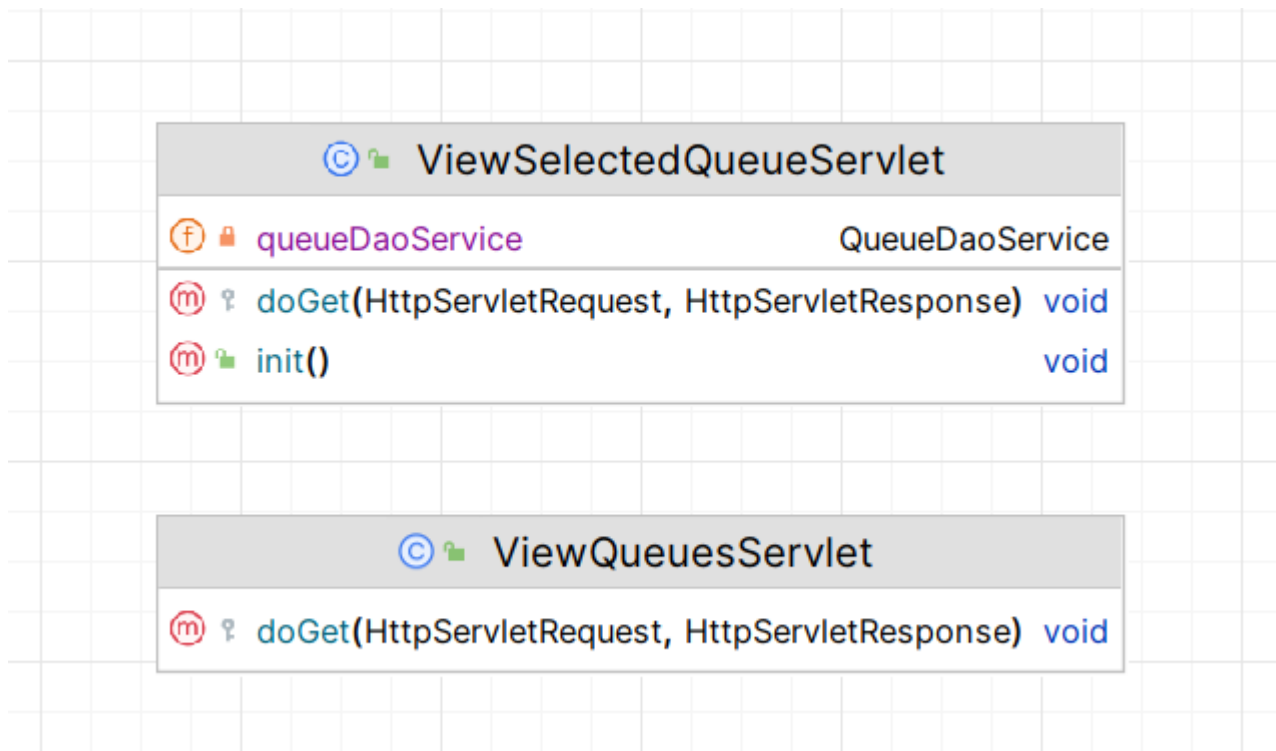 ViewSelectedQueueServlet
queueDaoService QueueDaoService
doGet(HttpServletRequest, HttpServletResponse) void
init() void
ViewQueuesServlet
doGet(HttpServletRequest, HttpServletResponse) void